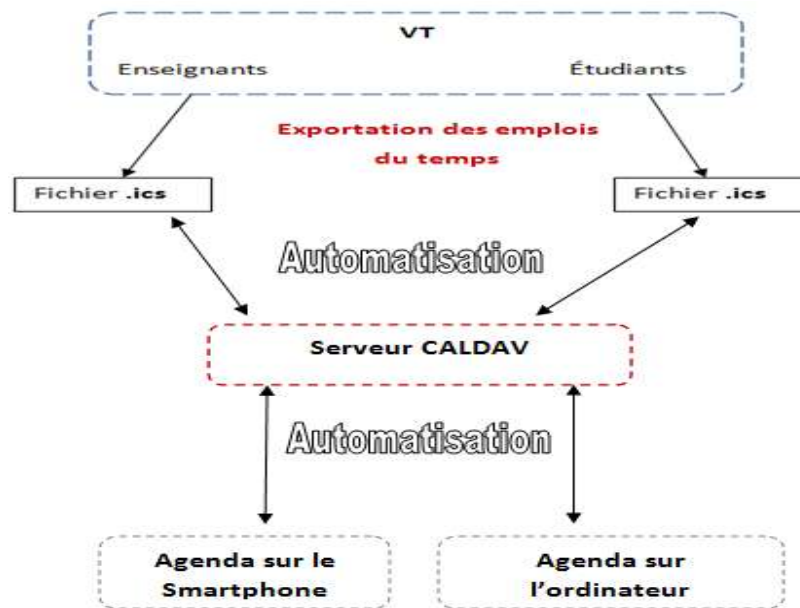 VT
Enseignants Étudiants
Exportation des emplois
du temps
Fichier .ics Fichier .ics
Automatisation
Serveur CALDAV
Automatisation
Agenda sur le
Smartphone
Agenda sur
l'ordinateur